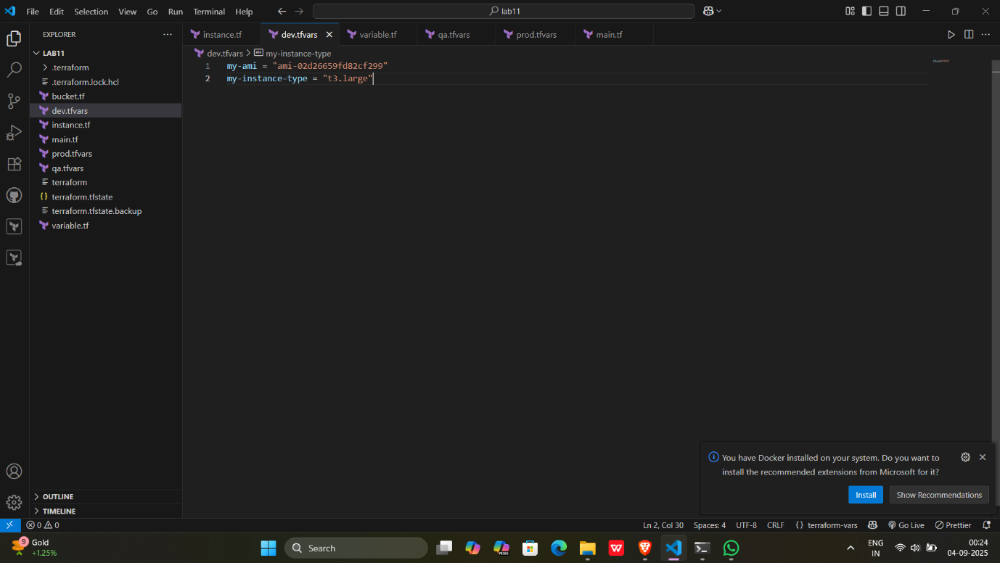 File Edit Selection View Go Run Terminal Help
lab11
EXPLORER
LAB11
.terraform
.terraform.lock.hcl
bucket.tf
dev.tfvars
instance.tf
main.tf
prod.tfvars
qa.tfvars
terraform
terraform.tfstate
terraform.tfstate.backup
variable.tf
OUTLINE
TIMELINE
instance.tf
dev.tfvars
variable.tf
qa.tfvars
prod.tfvars
main.tf
dev.tfvars > my-instance-type
1 my-ami = "ami-02d26659fd82cf299"
2 my-instance-type = "t3.large"
You have Docker installed on your system. Do you want to
install the recommended extensions from Microsoft for it?
Install
Show Recommendations
0 0
Ln 2, Col 30
Spaces: 4
UTF-8
CRLF
{ } terraform-vars
Go Live
Prettier
9
Gold
+1.25%
Search
M365
W
ENG
IN
00:24
04-09-2025